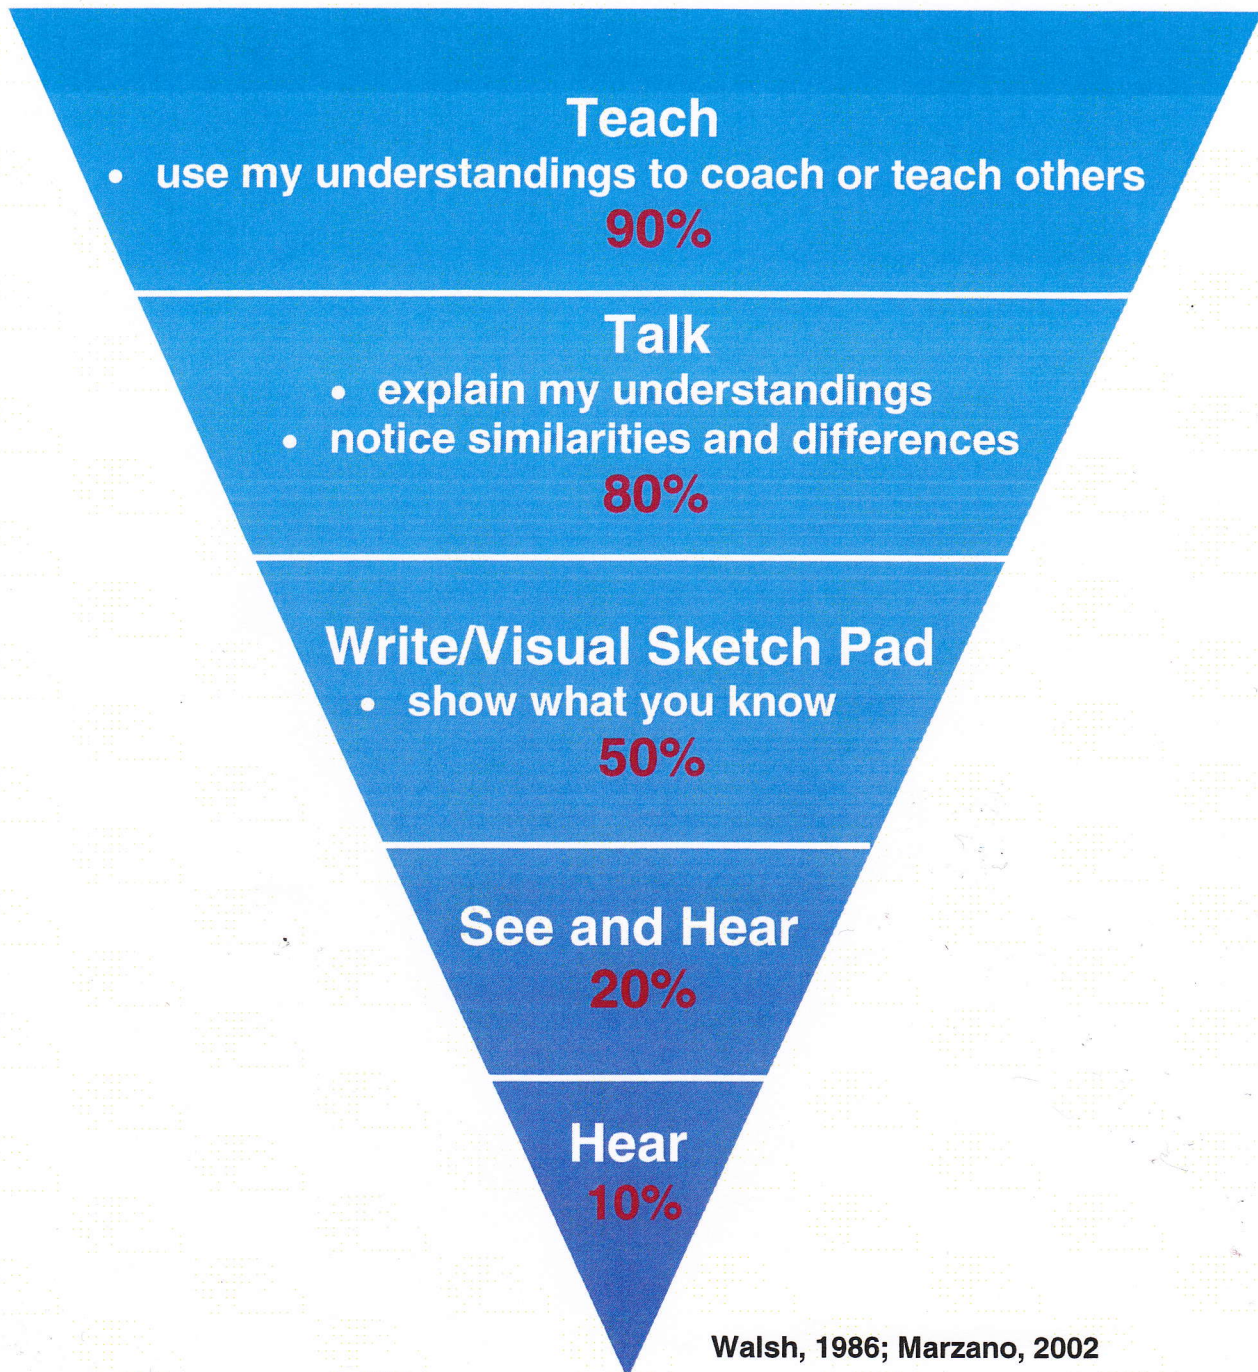 Teach
• use my understandings to coach or teach others
90%
Talk
• explain my understandings
• notice similarities and differences
80%
Write/Visual Sketch Pad
• show what you know
50%
See and Hear
20%
Hear
10%
Walsh, 1986; Marzano, 2002